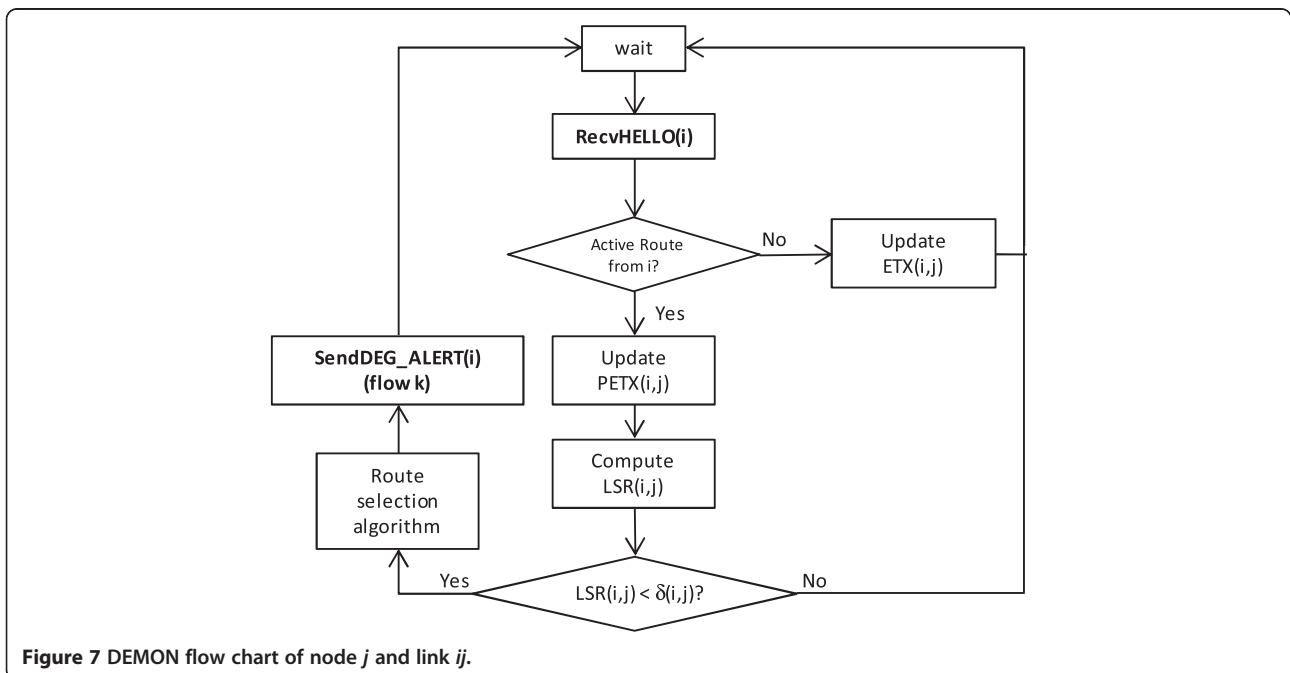 wait
RecvHELLO(i)
Active Route
from i?
No
Update
ETX(i,j)
Yes
Update
PETX(i,j)
SendDEG_ALERT(i)
(flow k)
Compute
LSR(i,j)
Route
selection
algorithm
Yes
LSR(i,j) < δ(i,j)?
No
Figure 7 DEMON flow chart of node j and link ij.